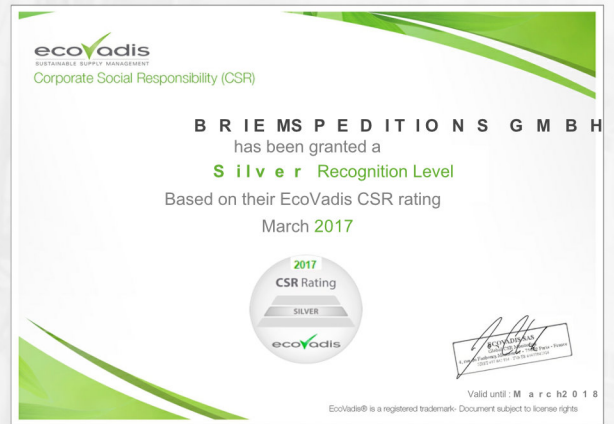 ecovadis
SUSTAINABLE SUPPLY MANAGEMENT
Corporate Social Responsibility (CSR)
BRIEMSPEDITIONS GMBH
has been granted a
Silver Recognition Level
Based on their EcoVadis CSR rating
March 2017
2017
CSR Rating
SILVER
ecovadis
ECOVADIS SAS
Valid until : March2018
EcoVadis® is a registered trademark- Document subject to license rights